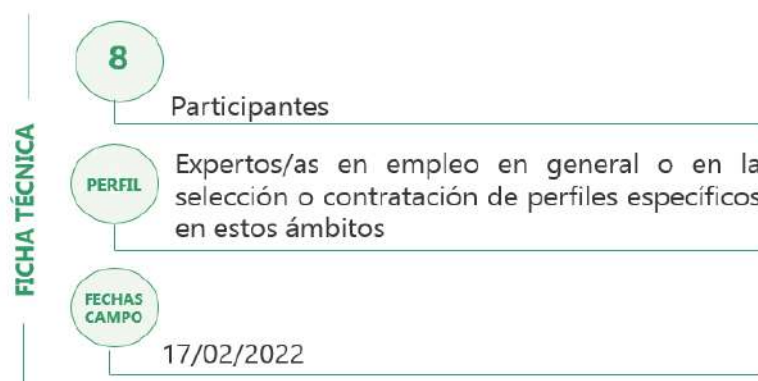 FICHA TÉCNICA
8
Participantes
PERFIL
Expertos/as en empleo en general o en la
selección o contratación de perfiles específicos
en estos ámbitos
FECHAS
CAMPO
17/02/2022